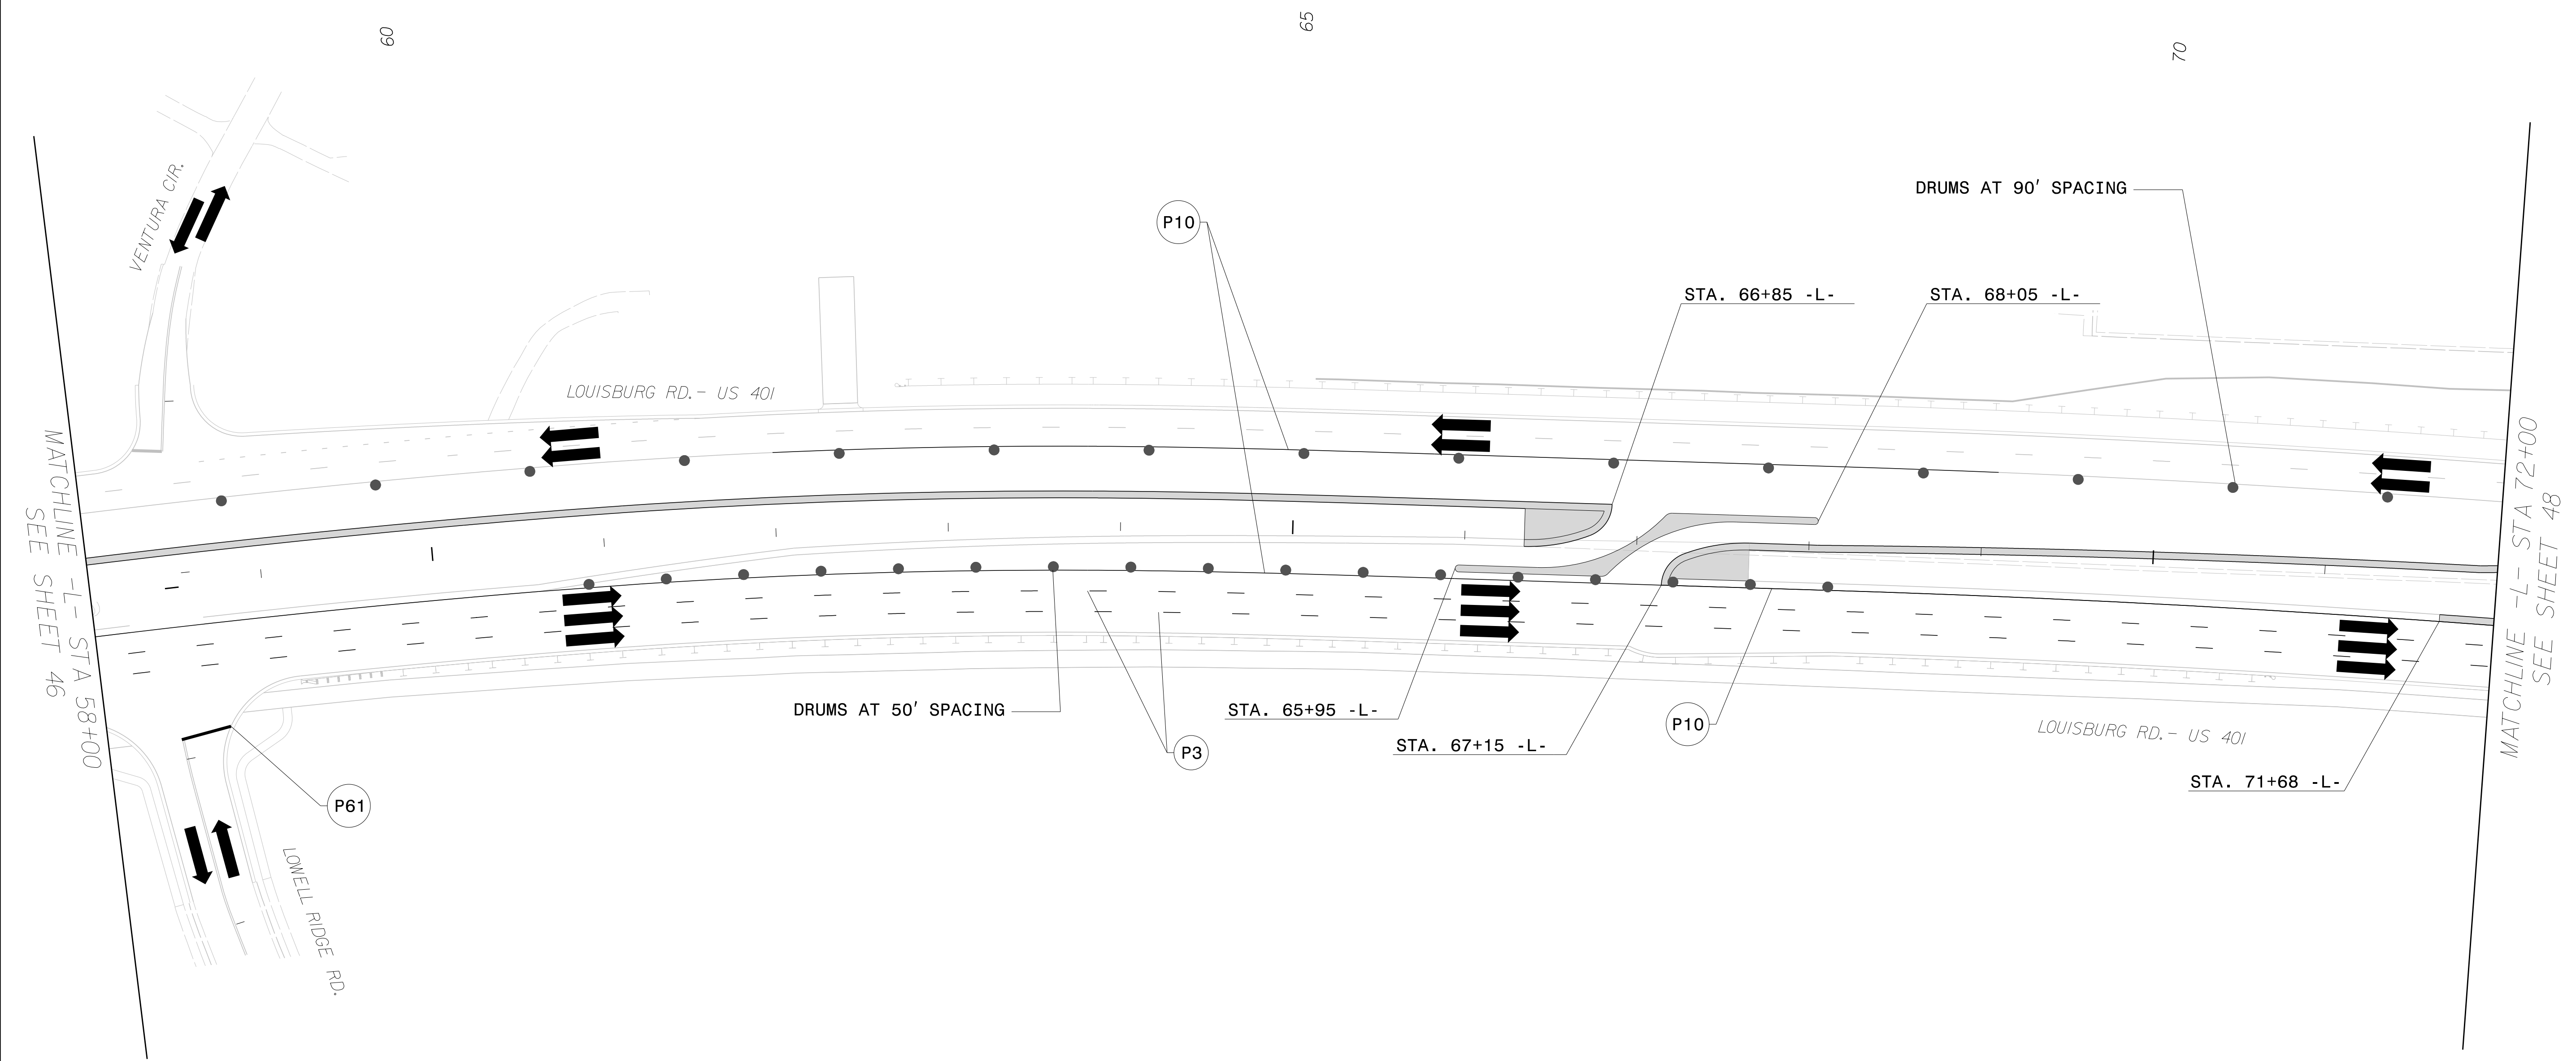 60
65
70
VENTURA CIR.
DRUMS AT 90' SPACING
P10
STA. 66+85 -L-
STA. 68+05 -L-
LOUISBURG RD.- US 401
MATCHLINE -L- STA 58+00
SEE SHEET 46
MATCHLINE -L- STA 72+00
SEE SHEET 48
DRUMS AT 50' SPACING
STA. 65+95 -L-
P10
STA. 67+15 -L-
P3
LOUISBURG RD.- US 401
STA. 71+68 -L-
P61
LOWELL RIDGE RD.